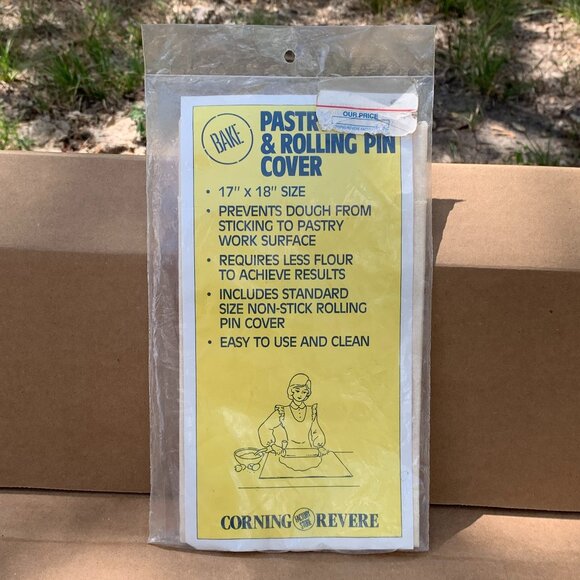 OUR PRICE
BAKE
PASTR
& ROLLING PIN
COVER
• 17" x 18" SIZE
• PREVENTS DOUGH FROM
STICKING TO PASTRY
WORK SURFACE
• REQUIRES LESS FLOUR
TO ACHIEVE RESULTS
• INCLUDES STANDARD
SIZE NON-STICK ROLLING
PIN COVER
• EASY TO USE AND CLEAN
CORNING FACTORY STORE REVERE